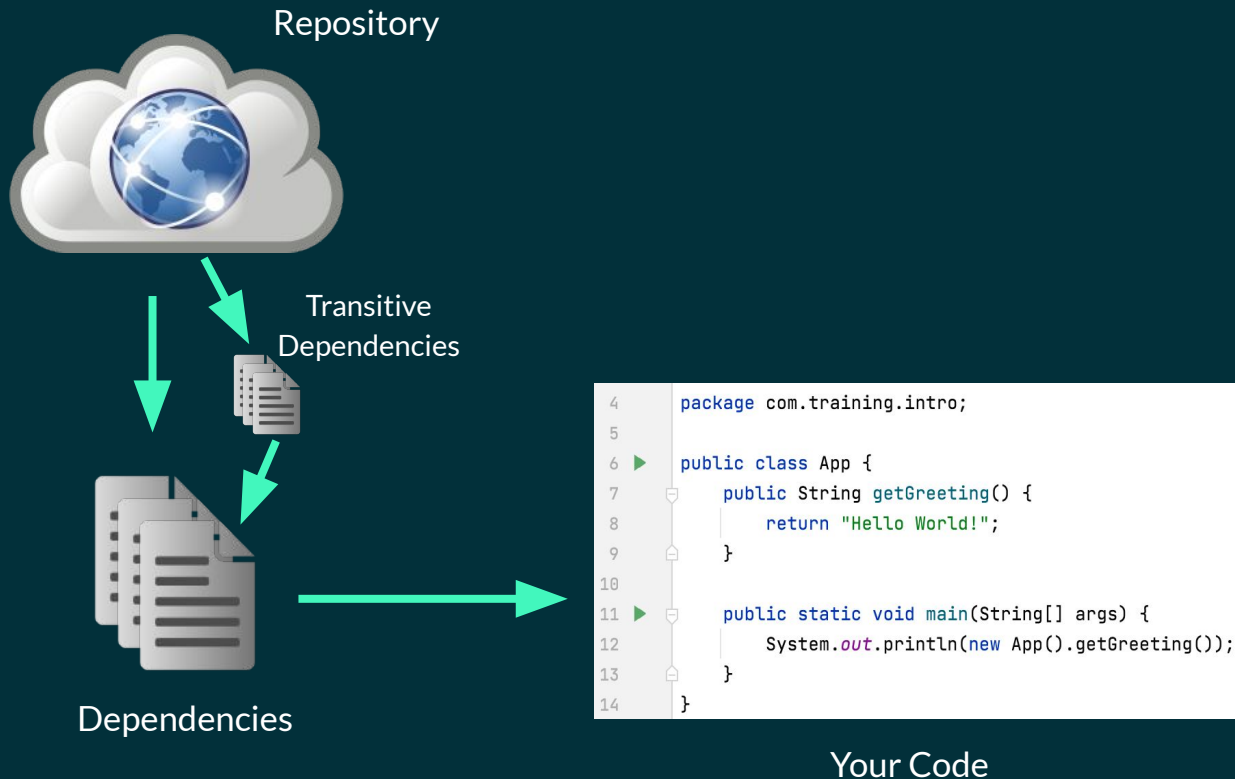 Repository
Transitive
Dependencies
4 package com.training.intro;
5
6 public class App {
7 public String getGreeting() {
8 return "Hello World!";
9 }
10
11 public static void main(String[] args) {
12 System.out.println(new App().getGreeting());
13 }
14 }
Dependencies
Your Code